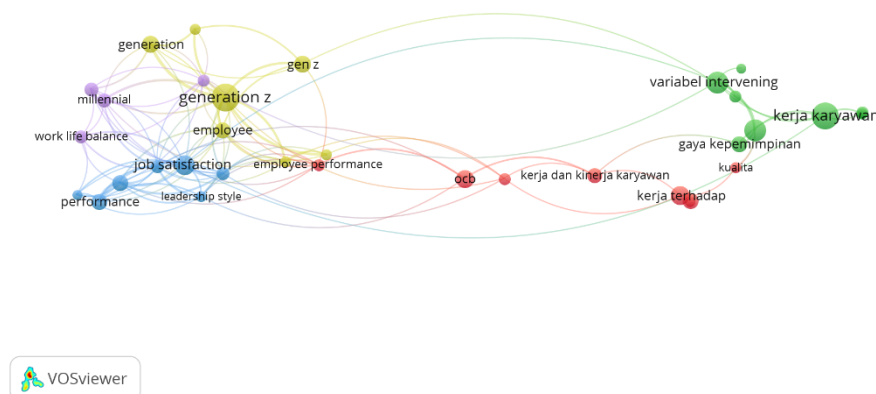 generation
gen z
variabel intervening
millennial
generation z
kerja karyawan
employee
work life balance
gaya kepemimpinan
job satisfaction
employee performance
kualita
ocb
kerja dan kinerja karyawan
performance
leadership style
kerja terhadap
VOSviewer